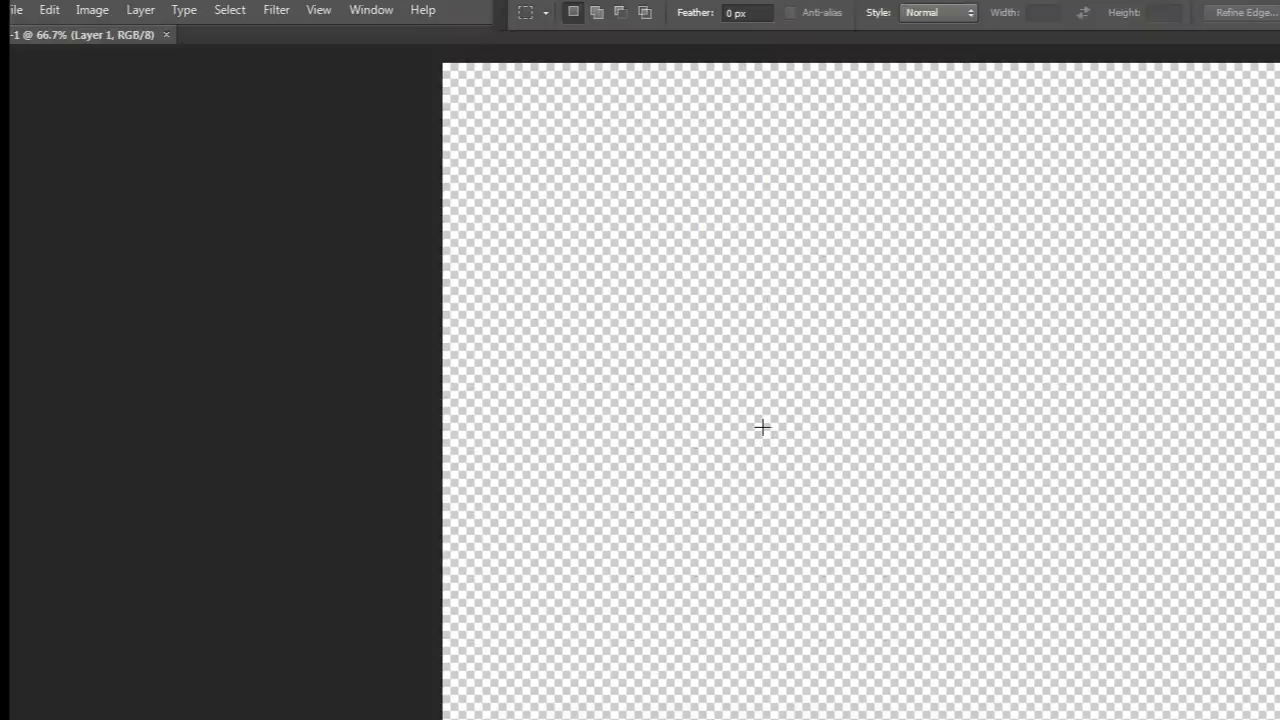 ile Edit Image Layer Type Select Filter View Window Help
Feather: 0 px Anti-alias Style: Normal Width: Height: Refine Edge...
-1 @ 66.7% (Layer 1, RGB/8) ×